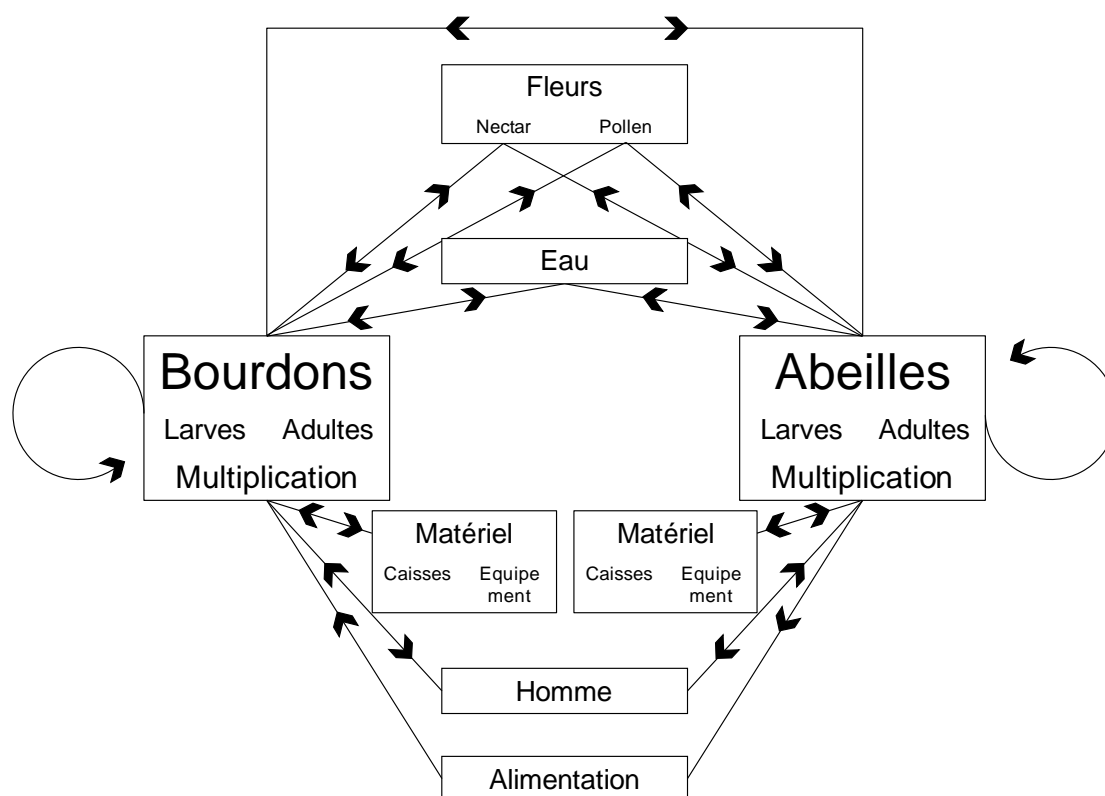 Fleurs
Nectar Pollen
Eau
Bourdons
Larves Adultes
Multiplication
Abeilles
Larves Adultes
Multiplication
Matériel
Caisses Equipe
ment
Matériel
Caisses Equipe
ment
Homme
Alimentation